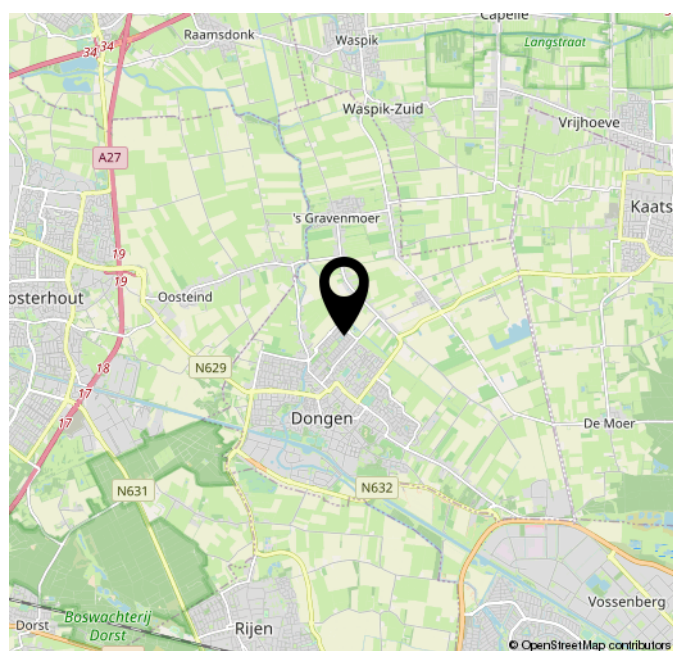 Capelle
34
34
Raamsdonk
Waspik
Langstraat
Waspik-Zuid
Vrijhoeve
A27
Kaats
's Gravenmoer
19
19
Oosteind
osterhout
18
N629
17
17
Dongen
De Moer
N631
N632
Vossenberg
Boswachterij
Dorst
Dorst
Rijen
© OpenStreetMap contributors